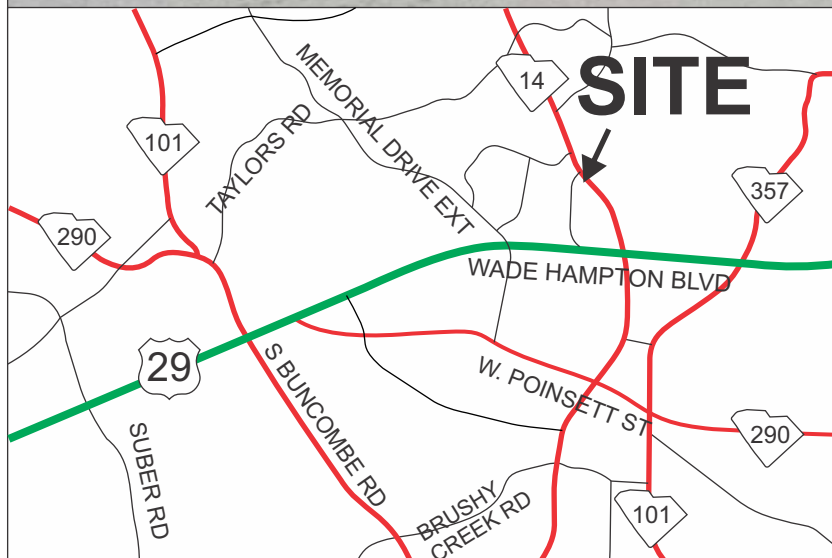 14
SITE
MEMORIAL DRIVE EXT
101
TAYLORS RD
357
290
WADE HAMPTON BLVD
29
S BUNCOMBE RD
W. POINSETT ST
290
SUBER RD
BRUSHY
CREEK RD
101